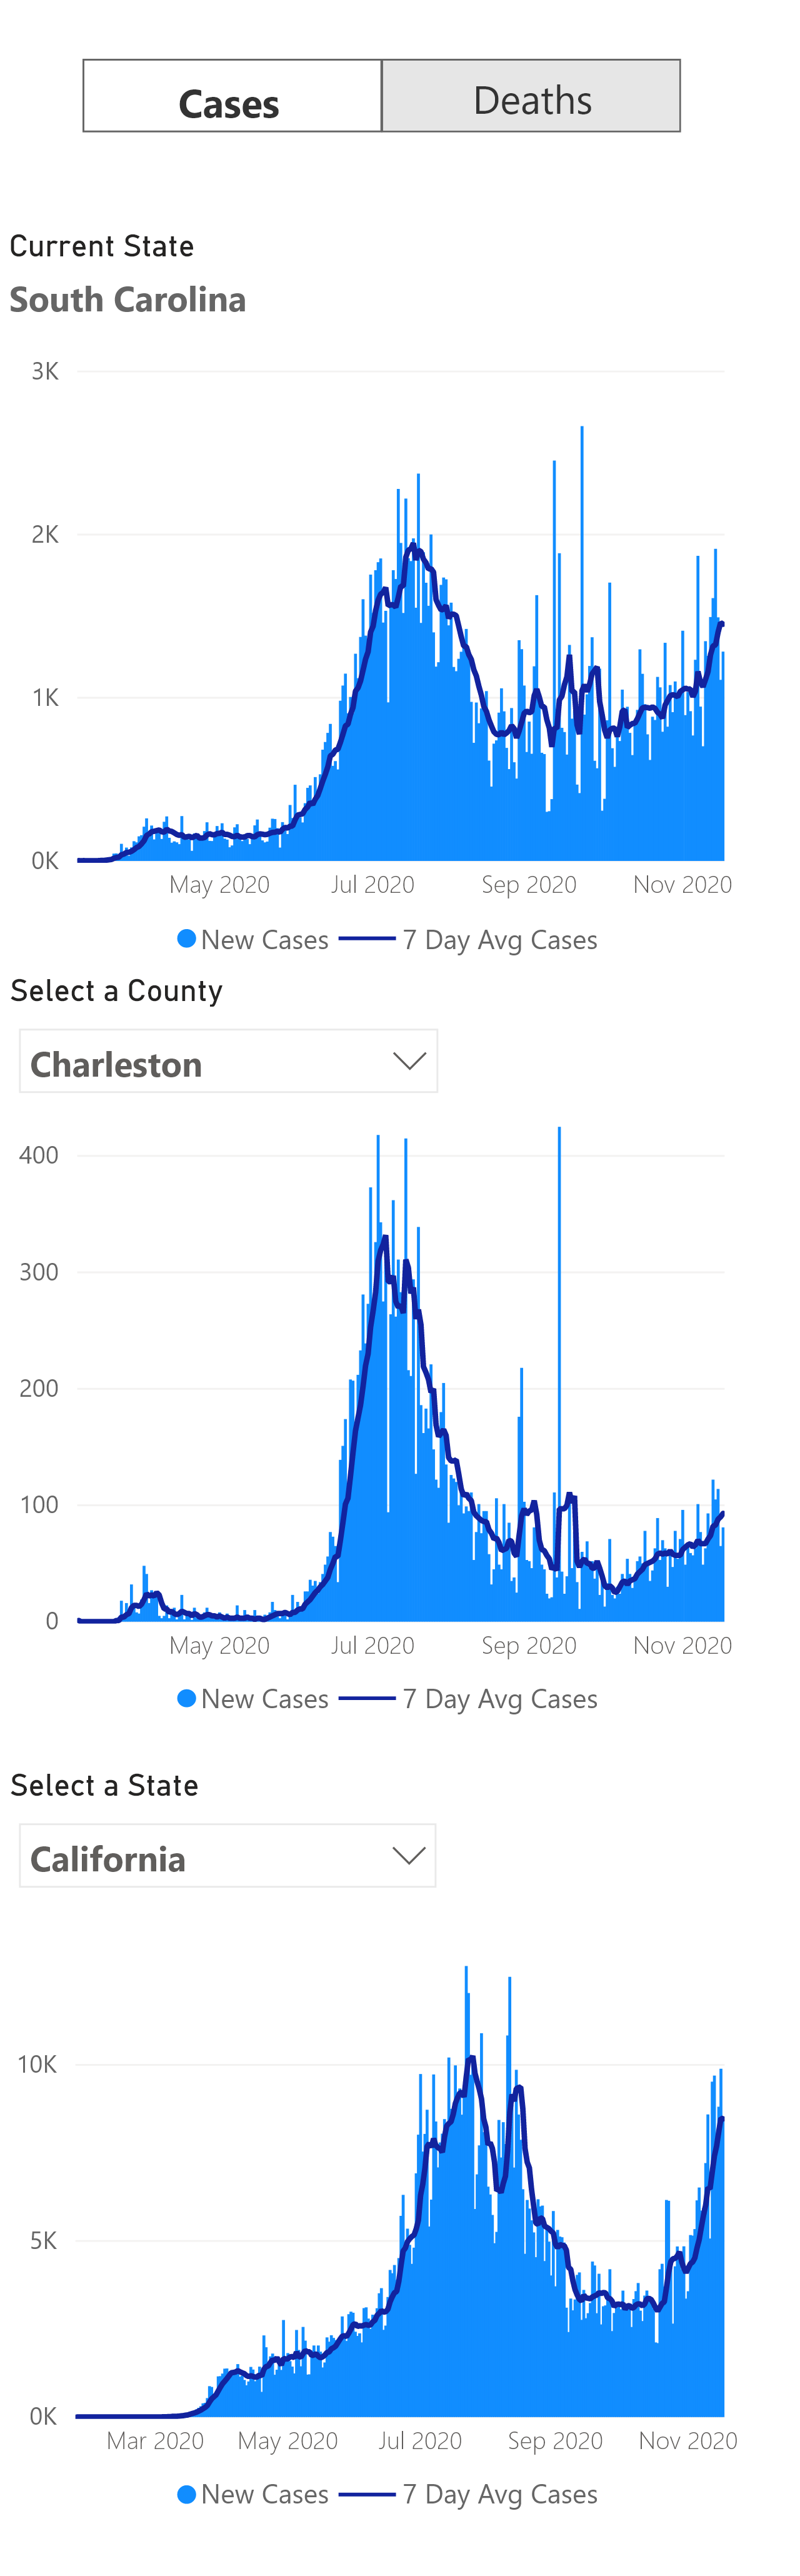 Cases Deaths
Current State
South Carolina
3K
2K
1K
0K
May 2020 Jul 2020 Sep 2020 Nov 2020
New Cases 7 Day Avg Cases
Select a County
Charleston
400
300
200
100
0
May 2020 Jul 2020 Sep 2020 Nov 2020
New Cases 7 Day Avg Cases
Select a State
California
10K
5K
0K
Mar 2020 May 2020 Jul 2020 Sep 2020 Nov 2020
New Cases 7 Day Avg Cases